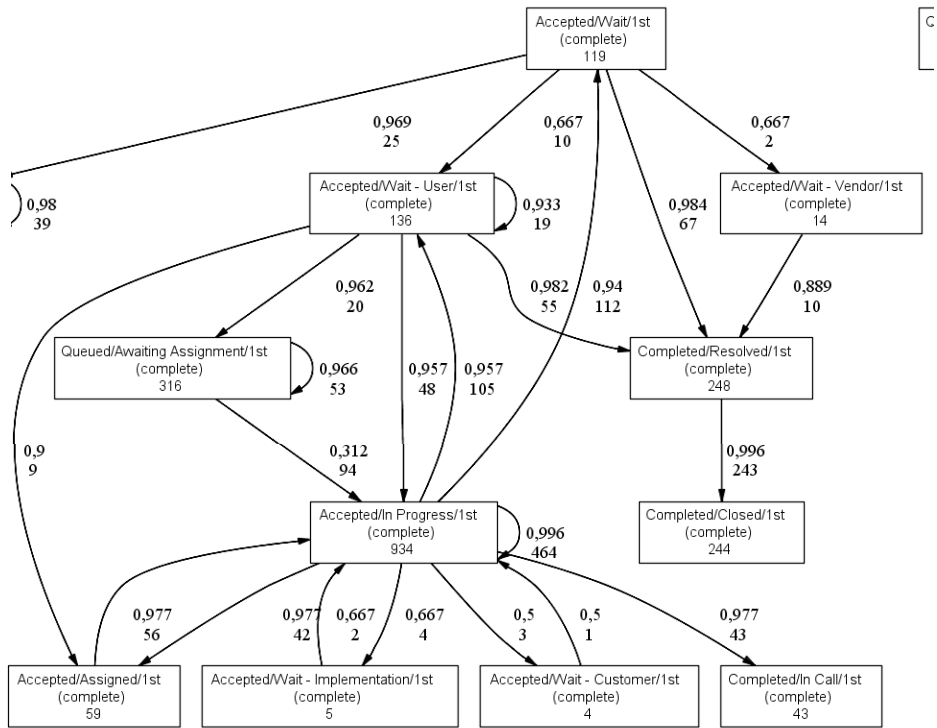 Accepted/Wait/1st
(complete)
119
Q
0,969
25
0,667
10
0,667
2
0,98
39
Accepted/Wait - User/1st
(complete)
136
0,933
19
0,984
67
Accepted/Wait - Vendor/1st
(complete)
14
0,962
20
0,982
55
0,94
112
0,889
10
Queued/Awaiting Assignment/1st
(complete)
316
0,966
53
0,957
48
0,957
105
Completed/Resolved/1st
(complete)
248
0,9
9
0,312
94
0,996
243
Accepted/In Progress/1st
(complete)
934
0,996
464
Completed/Closed/1st
(complete)
244
0,977
56
0,977
42
0,667
2
0,667
4
0,5
3
0,5
1
0,977
43
Accepted/Assigned/1st
(complete)
59
Accepted/Wait - Implementation/1st
(complete)
5
Accepted/Wait - Customer/1st
(complete)
4
Completed/In Call/1st
(complete)
43